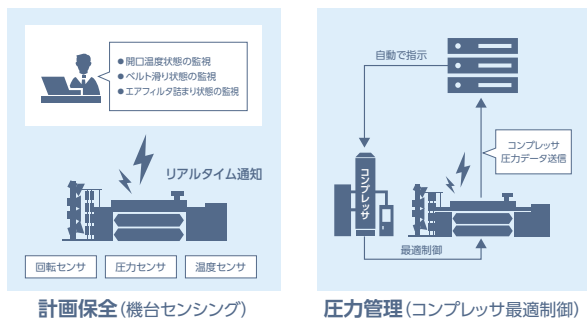 ●開口温度状態の監視
●ベルト滑り状態の監視
●エアフィルタ詰まり状態の監視
リアルタイム通知
回転センサ
圧力センサ
温度センサ
計画保全(機台センシング)
自動で指示
コンプレッサ
圧力データ送信
コンプレッサ
最適制御
圧力管理(コンプレッサ最適制御)